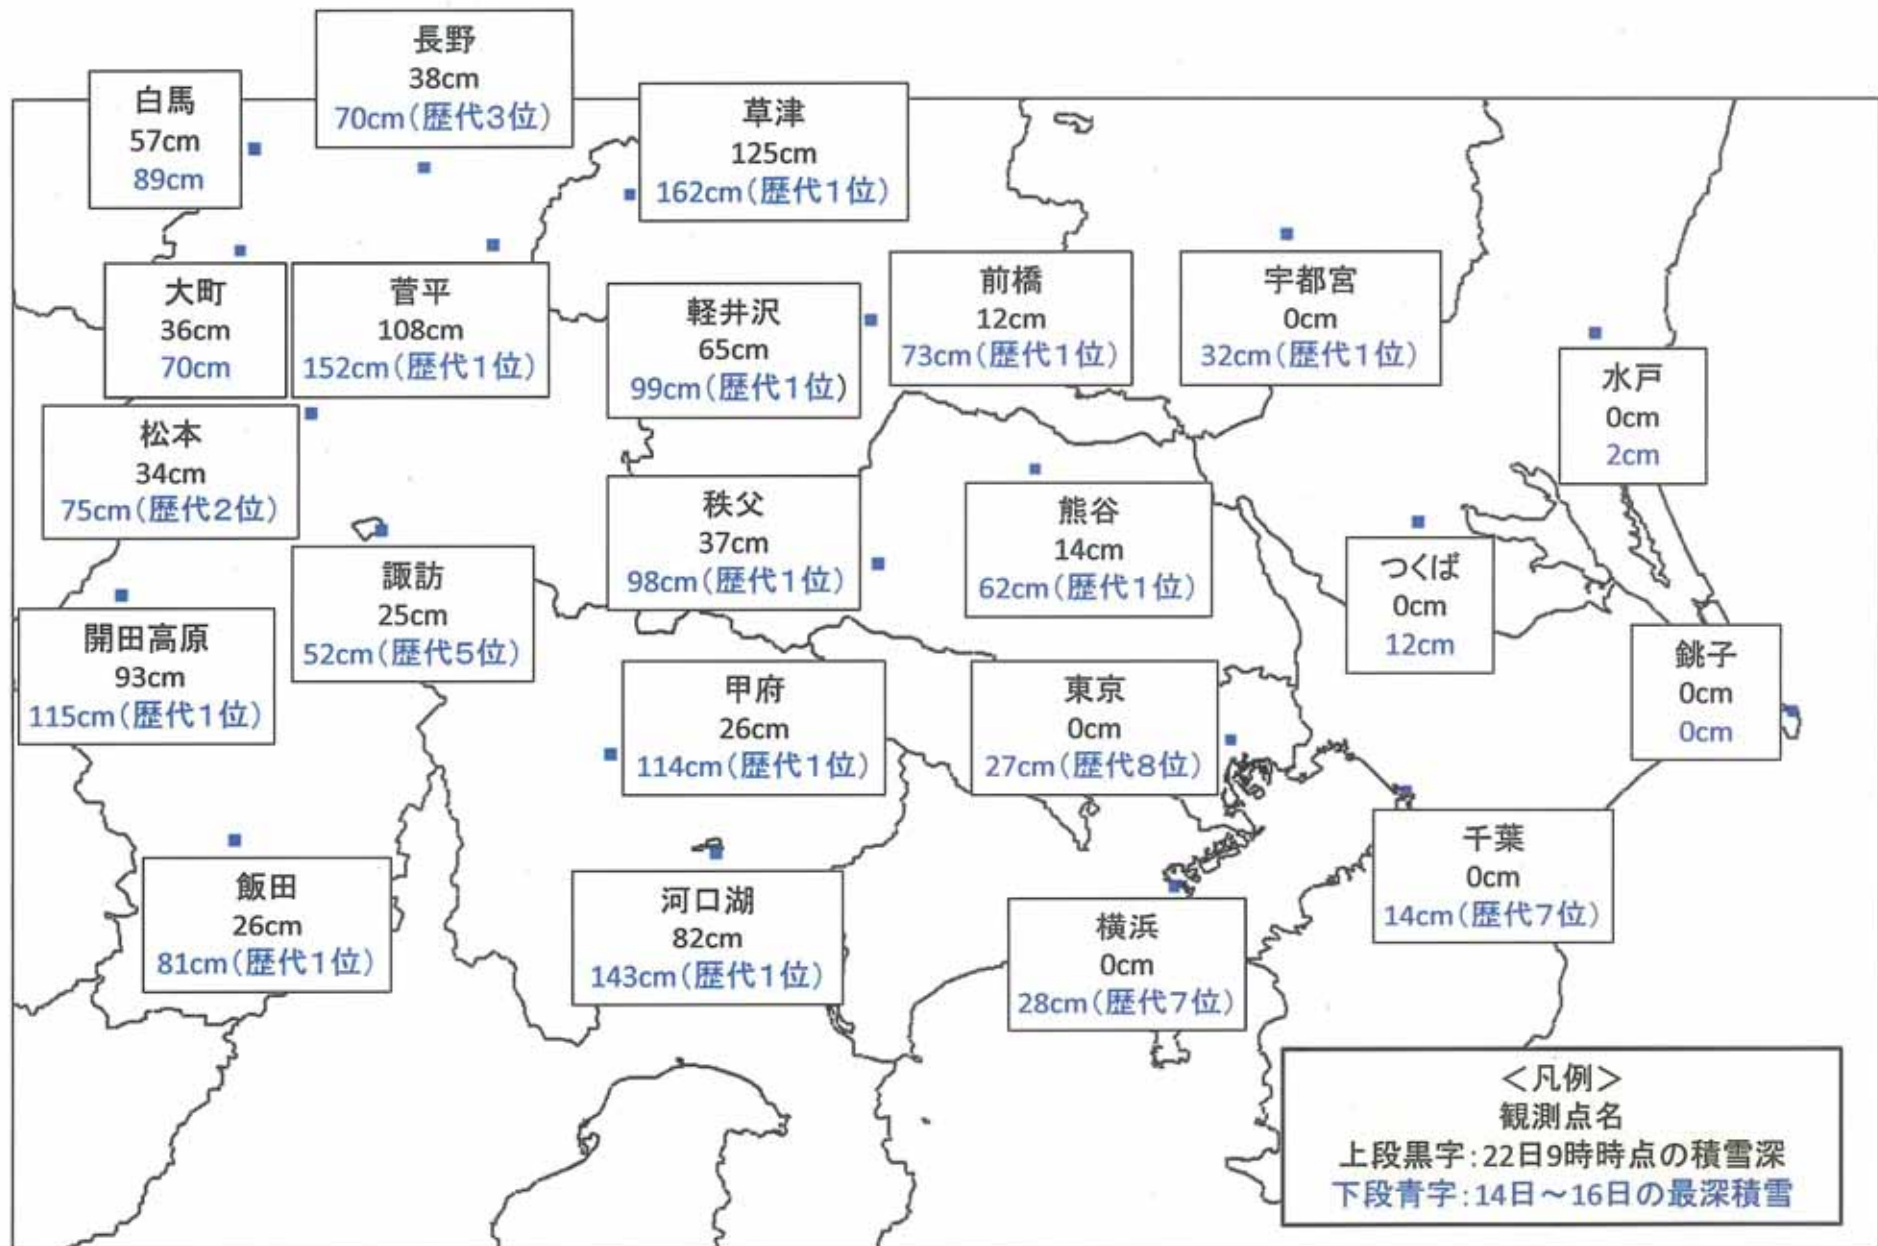 長野
38cm
70cm(歴代3位)
白馬
57cm
89cm
草津
125cm
162cm(歴代1位)
大町
36cm
70cm
菅平
108cm
152cm(歴代1位)
軽井沢
65cm
99cm(歴代1位)
前橋
12cm
73cm(歴代1位)
宇都宮
0cm
32cm(歴代1位)
水戸
0cm
2cm
松本
34cm
75cm(歴代2位)
秩父
37cm
98cm(歴代1位)
熊谷
14cm
62cm(歴代1位)
つくば
0cm
12cm
諏訪
25cm
52cm(歴代5位)
開田高原
93cm
115cm(歴代1位)
甲府
26cm
114cm(歴代1位)
東京
0cm
27cm(歴代8位)
銚子
0cm
0cm
飯田
26cm
81cm(歴代1位)
河口湖
82cm
143cm(歴代1位)
横浜
0cm
28cm(歴代7位)
千葉
0cm
14cm(歴代7位)
<凡例>
観測点名
上段黒字:22日9時時点の積雪深
下段青字:14日~16日の最深積雪